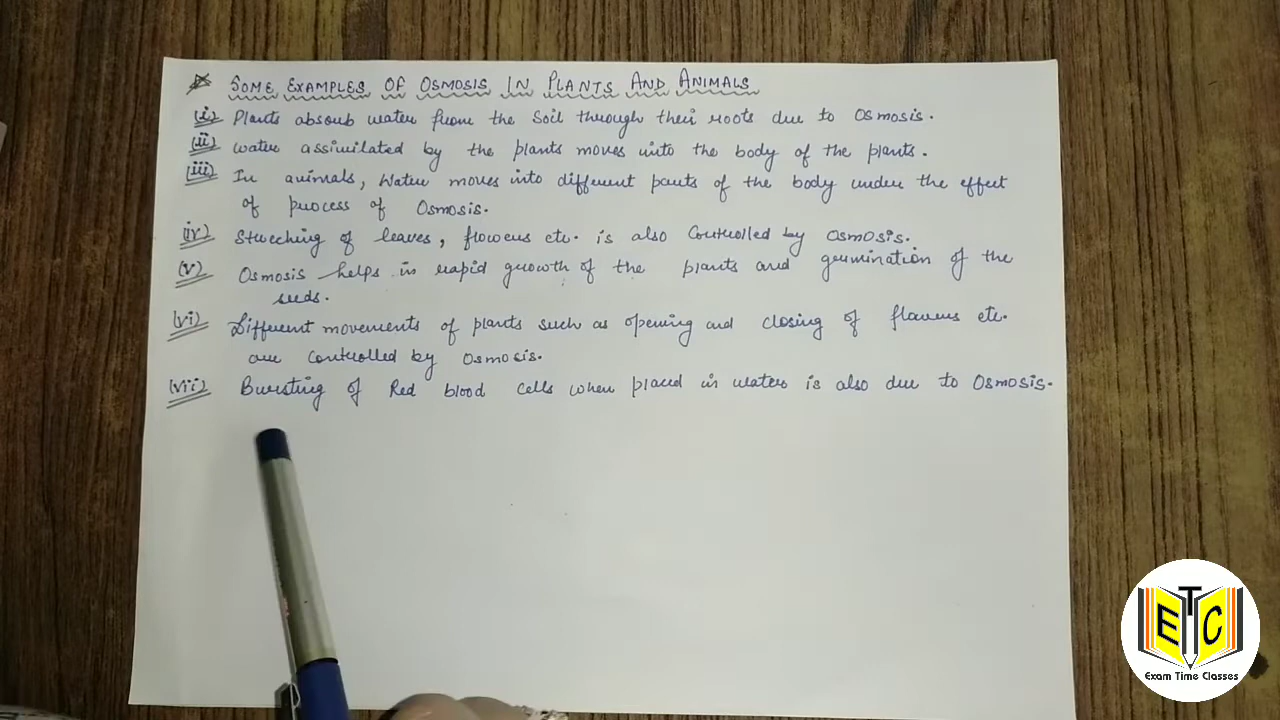 SOME EXAMPLES OF OSMOSIS IN PLANTS AND ANIMALS
(i) Plants absorb water from the Soil through their roots due to Osmosis.
(ii) water assimilated by the plants moves into the body of the plants.
(iii) In animals, Water moves into different parts of the body under the effect
of process of Osmosis.
(iv) Streching of leaves, flowers etc. is also Controlled by Osmosis.
(v) Osmosis helps in rapid growth of the plants and germination of the
seeds.
(vi) Different movements of plants such as opening and closing of flowers etc.
are controlled by Osmosis.
(vii) Bursting of Red blood cells when placed in water is also due to Osmosis.
ETC
Exam Time Classes